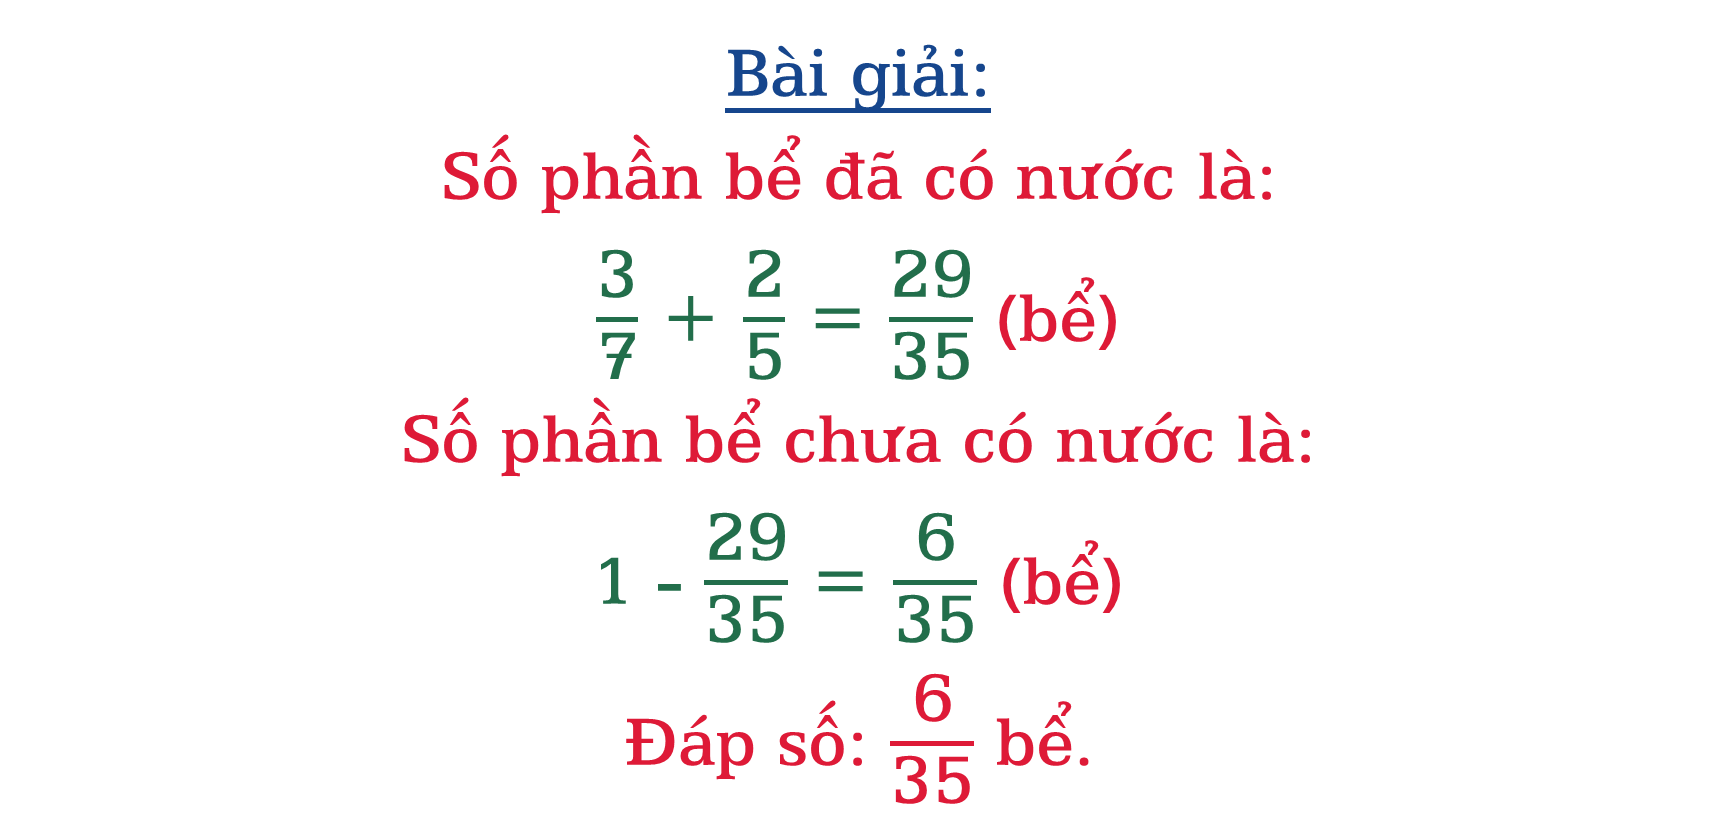 Bài giải:
Số phần bể đã có nước là:
3/7 + 2/5 = 29/35 (bể)
Số phần bể chưa có nước là:
1 - 29/35 = 6/35 (bể)
Đáp số: 6/35 bể.